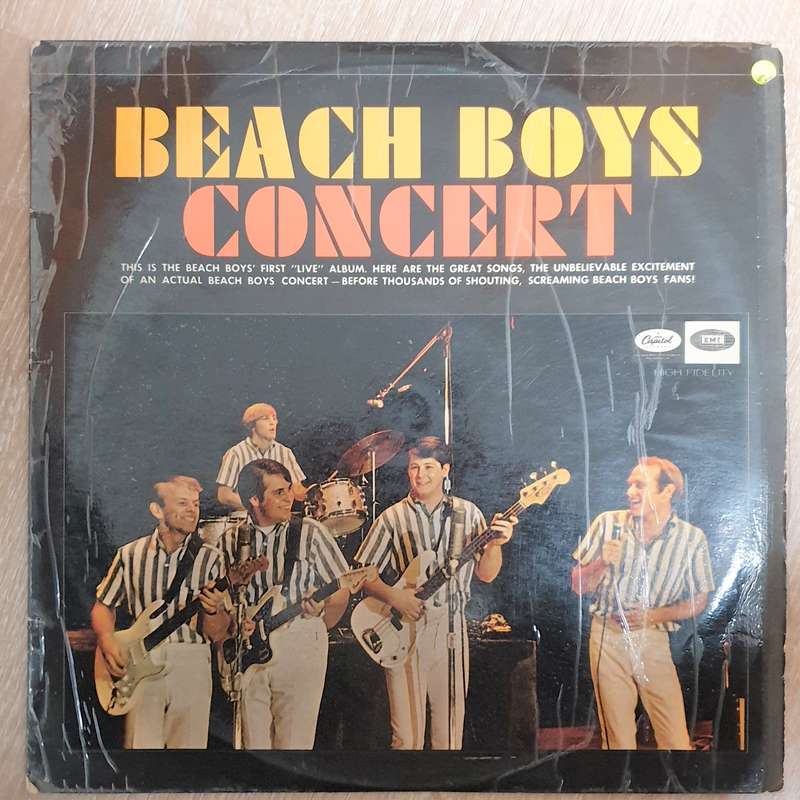 BEACH BOYS
CONCERT
THIS IS THE BEACH BOYS' FIRST "LIVE" ALBUM. HERE ARE THE GREAT SONGS, THE UNBELIEVABLE EXCITEMENT
OF AN ACTUAL BEACH BOYS CONCERT — BEFORE THOUSANDS OF SHOUTING, SCREAMING BEACH BOYS FANS!
Capitol
EMI
HIGH FIDELITY